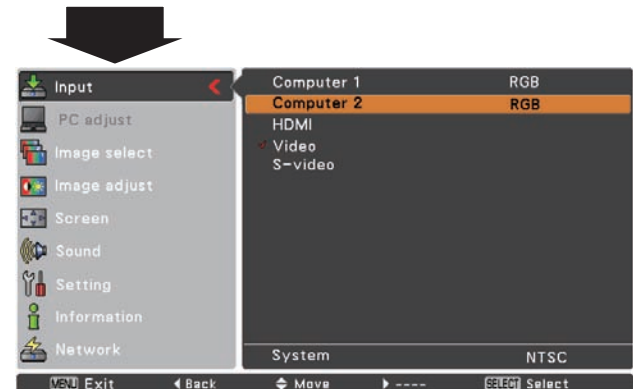 Input
PC adjust
Image select
Image adjust
Screen
Sound
Setting
Information
Network
Computer 1 RGB
Computer 2 RGB
HDMI
Video
S-video
System NTSC
MENU Exit Back Move ---- SELECT Select